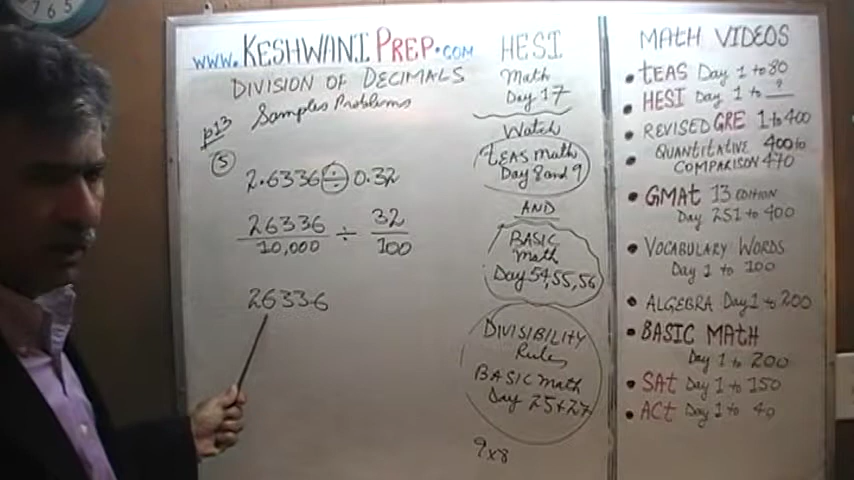 www.KESHWANI PREP.COM
DIVISION OF DECIMALS
Samples Problems
p13
5
2.6336 ÷ 0.32
26336/10,000 ÷ 32/100
26336
HESI
Math
Day 17
Watch
TEAS Math
Day 8 and 9
AND
BASIC
Math
Day 54,55,56
DIVISIBILITY
Rules
BASIC Math
Day 25+27
9x8
MATH VIDEOS
• TEAS Day 1 to 80
• HESI Day 1 to ?
• REVISED GRE 1 to 400
• QUANTITATIVE 400 to
COMPARISON 470
• GMAT 13 EDITION
Day 251 to 400
• VOCABULARY WORDS
Day 1 to 100
• ALGEBRA Day 1 to 200
• BASIC MATH
Day 1 to 200
• SAT Day 1 to 150
• ACT Day 1 to 40
7 6 5